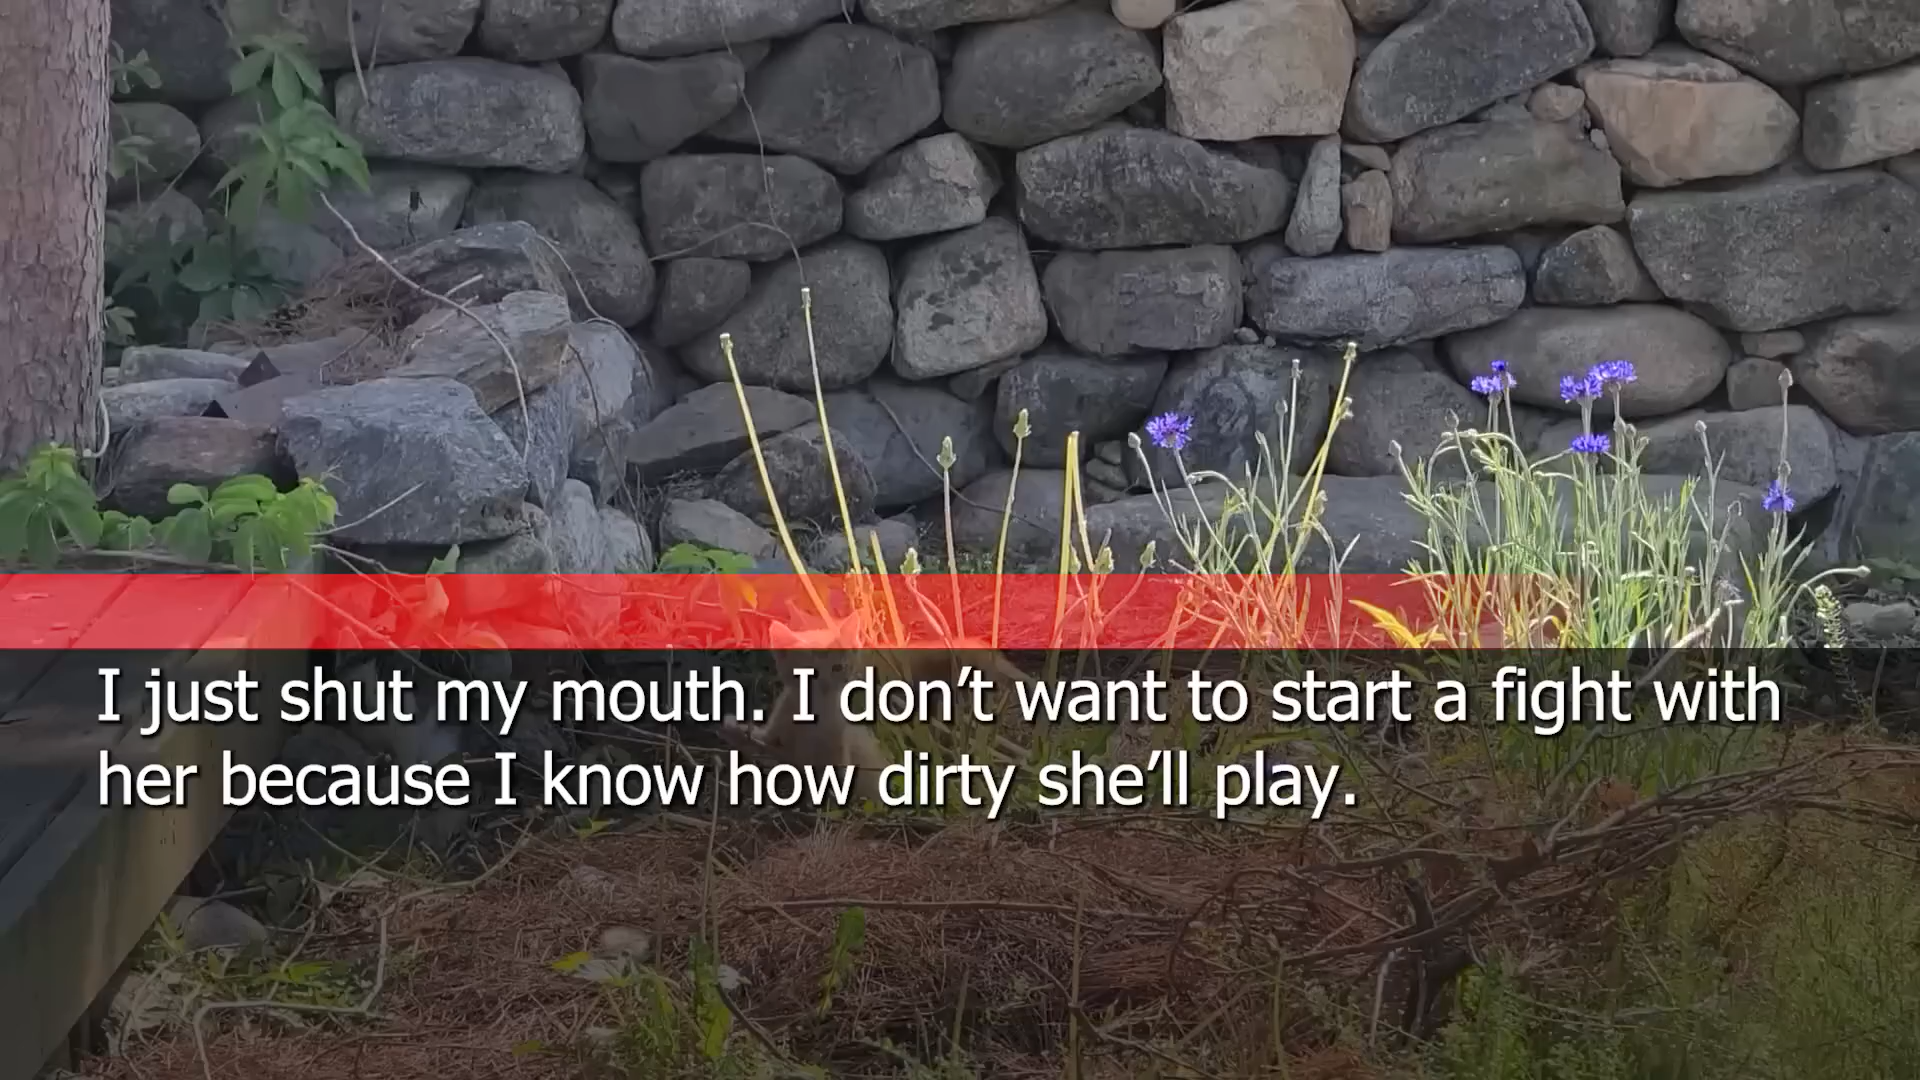 I just shut my mouth. I don’t want to start a fight with
her because I know how dirty she’ll play.